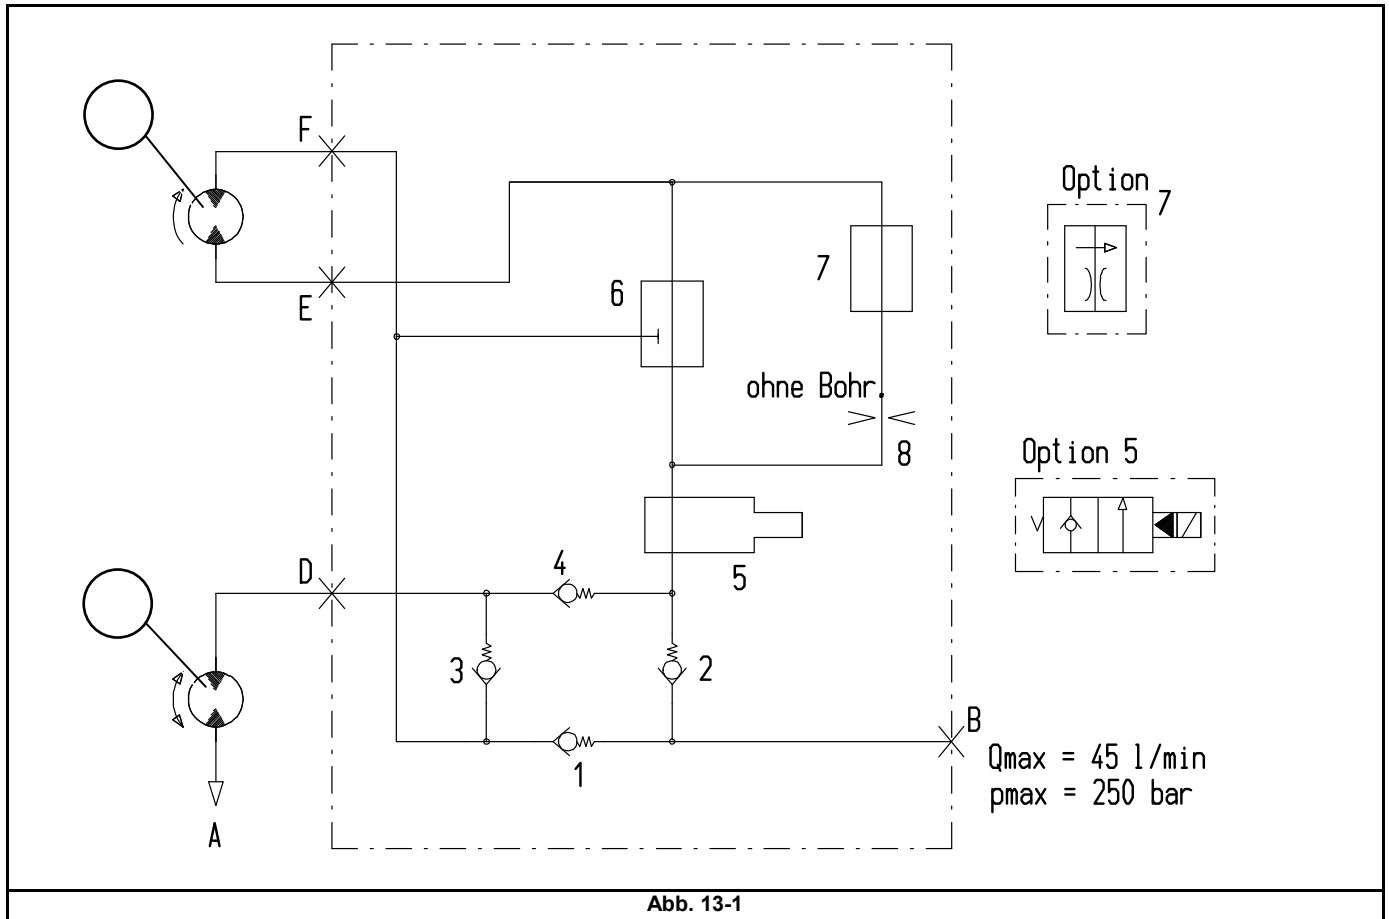 F
Option
7
7
E
6
ohne Bohr.
8
Option 5
D
4
5
3
2
B
1
Qmax = 45 l/min
pmax = 250 bar
A
Abb. 13-1